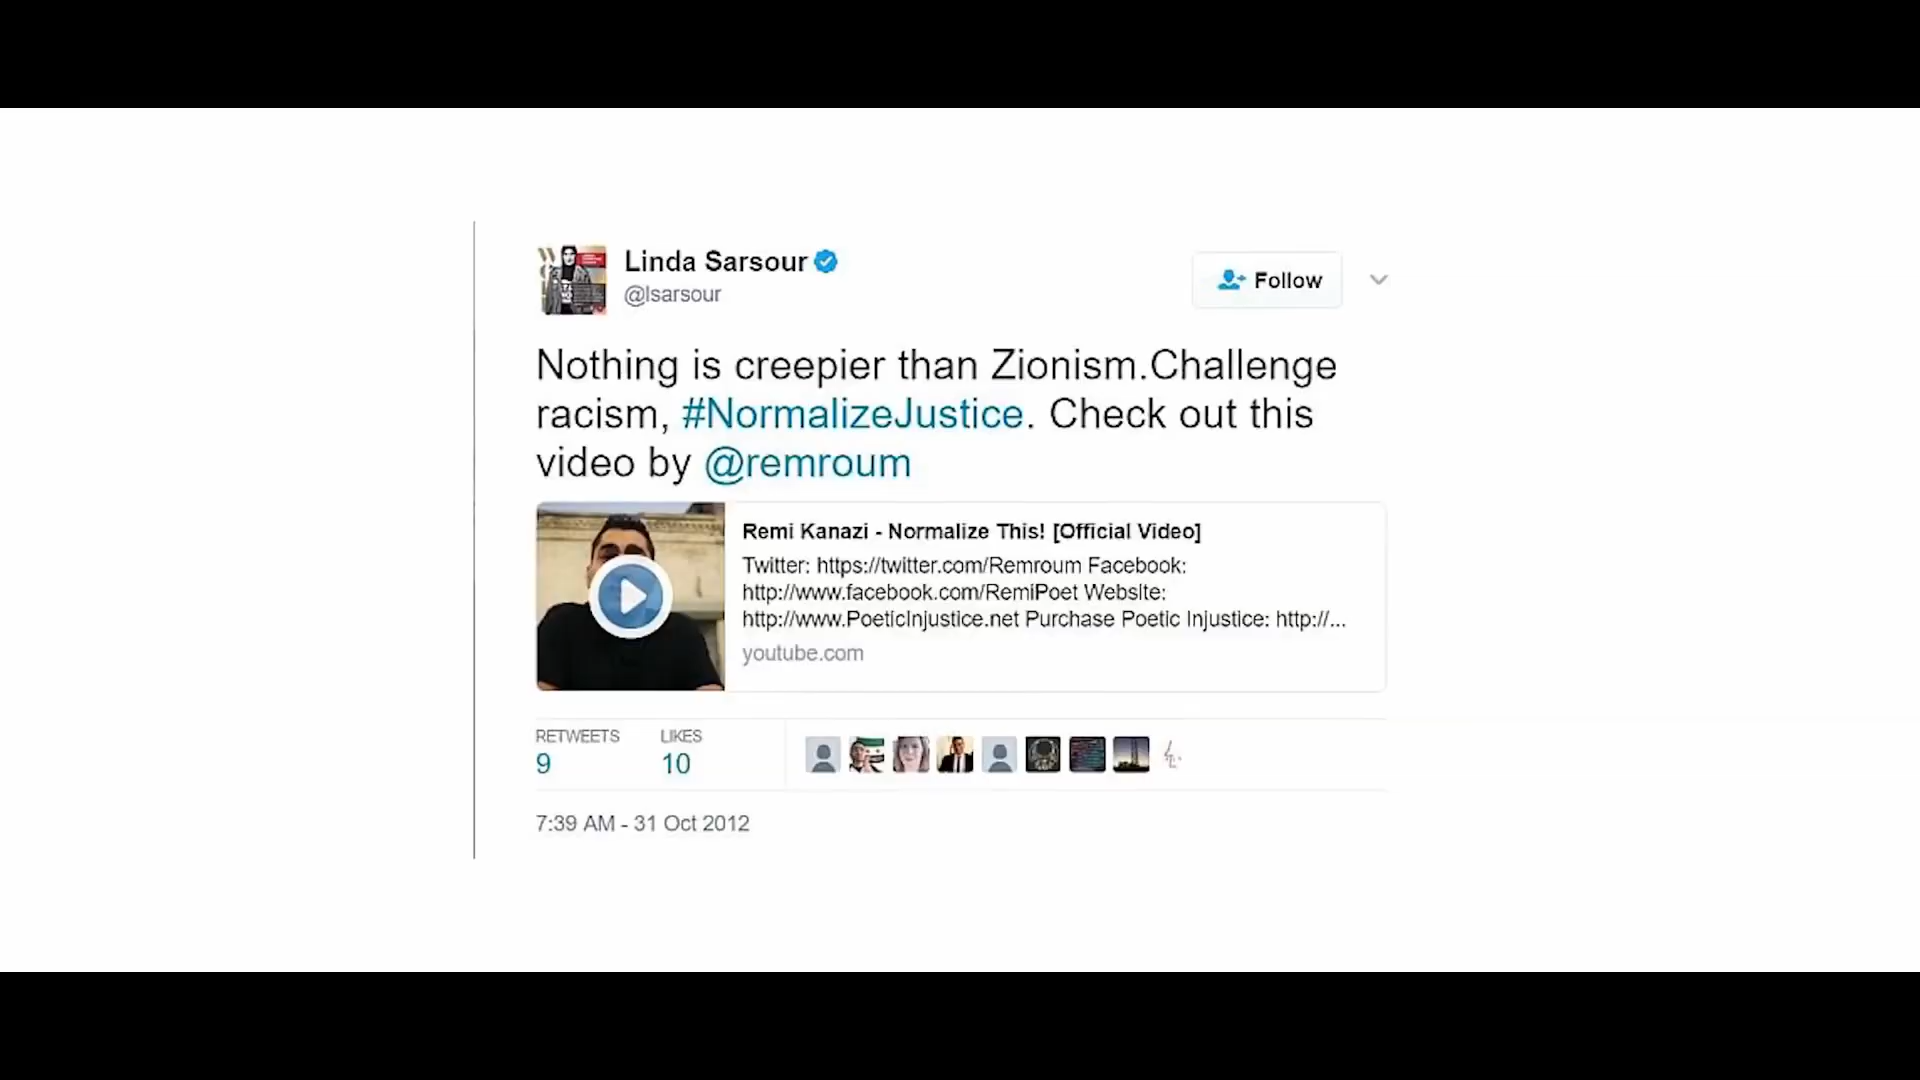 Linda Sarsour
@lsarsour
Follow
Nothing is creepier than Zionism.Challenge
racism, #NormalizeJustice. Check out this
video by @remroum
Remi Kanazi - Normalize This! [Official Video]
Twitter: https://twitter.com/Remroum Facebook:
http://www.facebook.com/RemiPoet Website:
http://www.PoeticInjustice.net Purchase Poetic Injustice: http://...
youtube.com
RETWEETS LIKES
9 10
7:39 AM - 31 Oct 2012